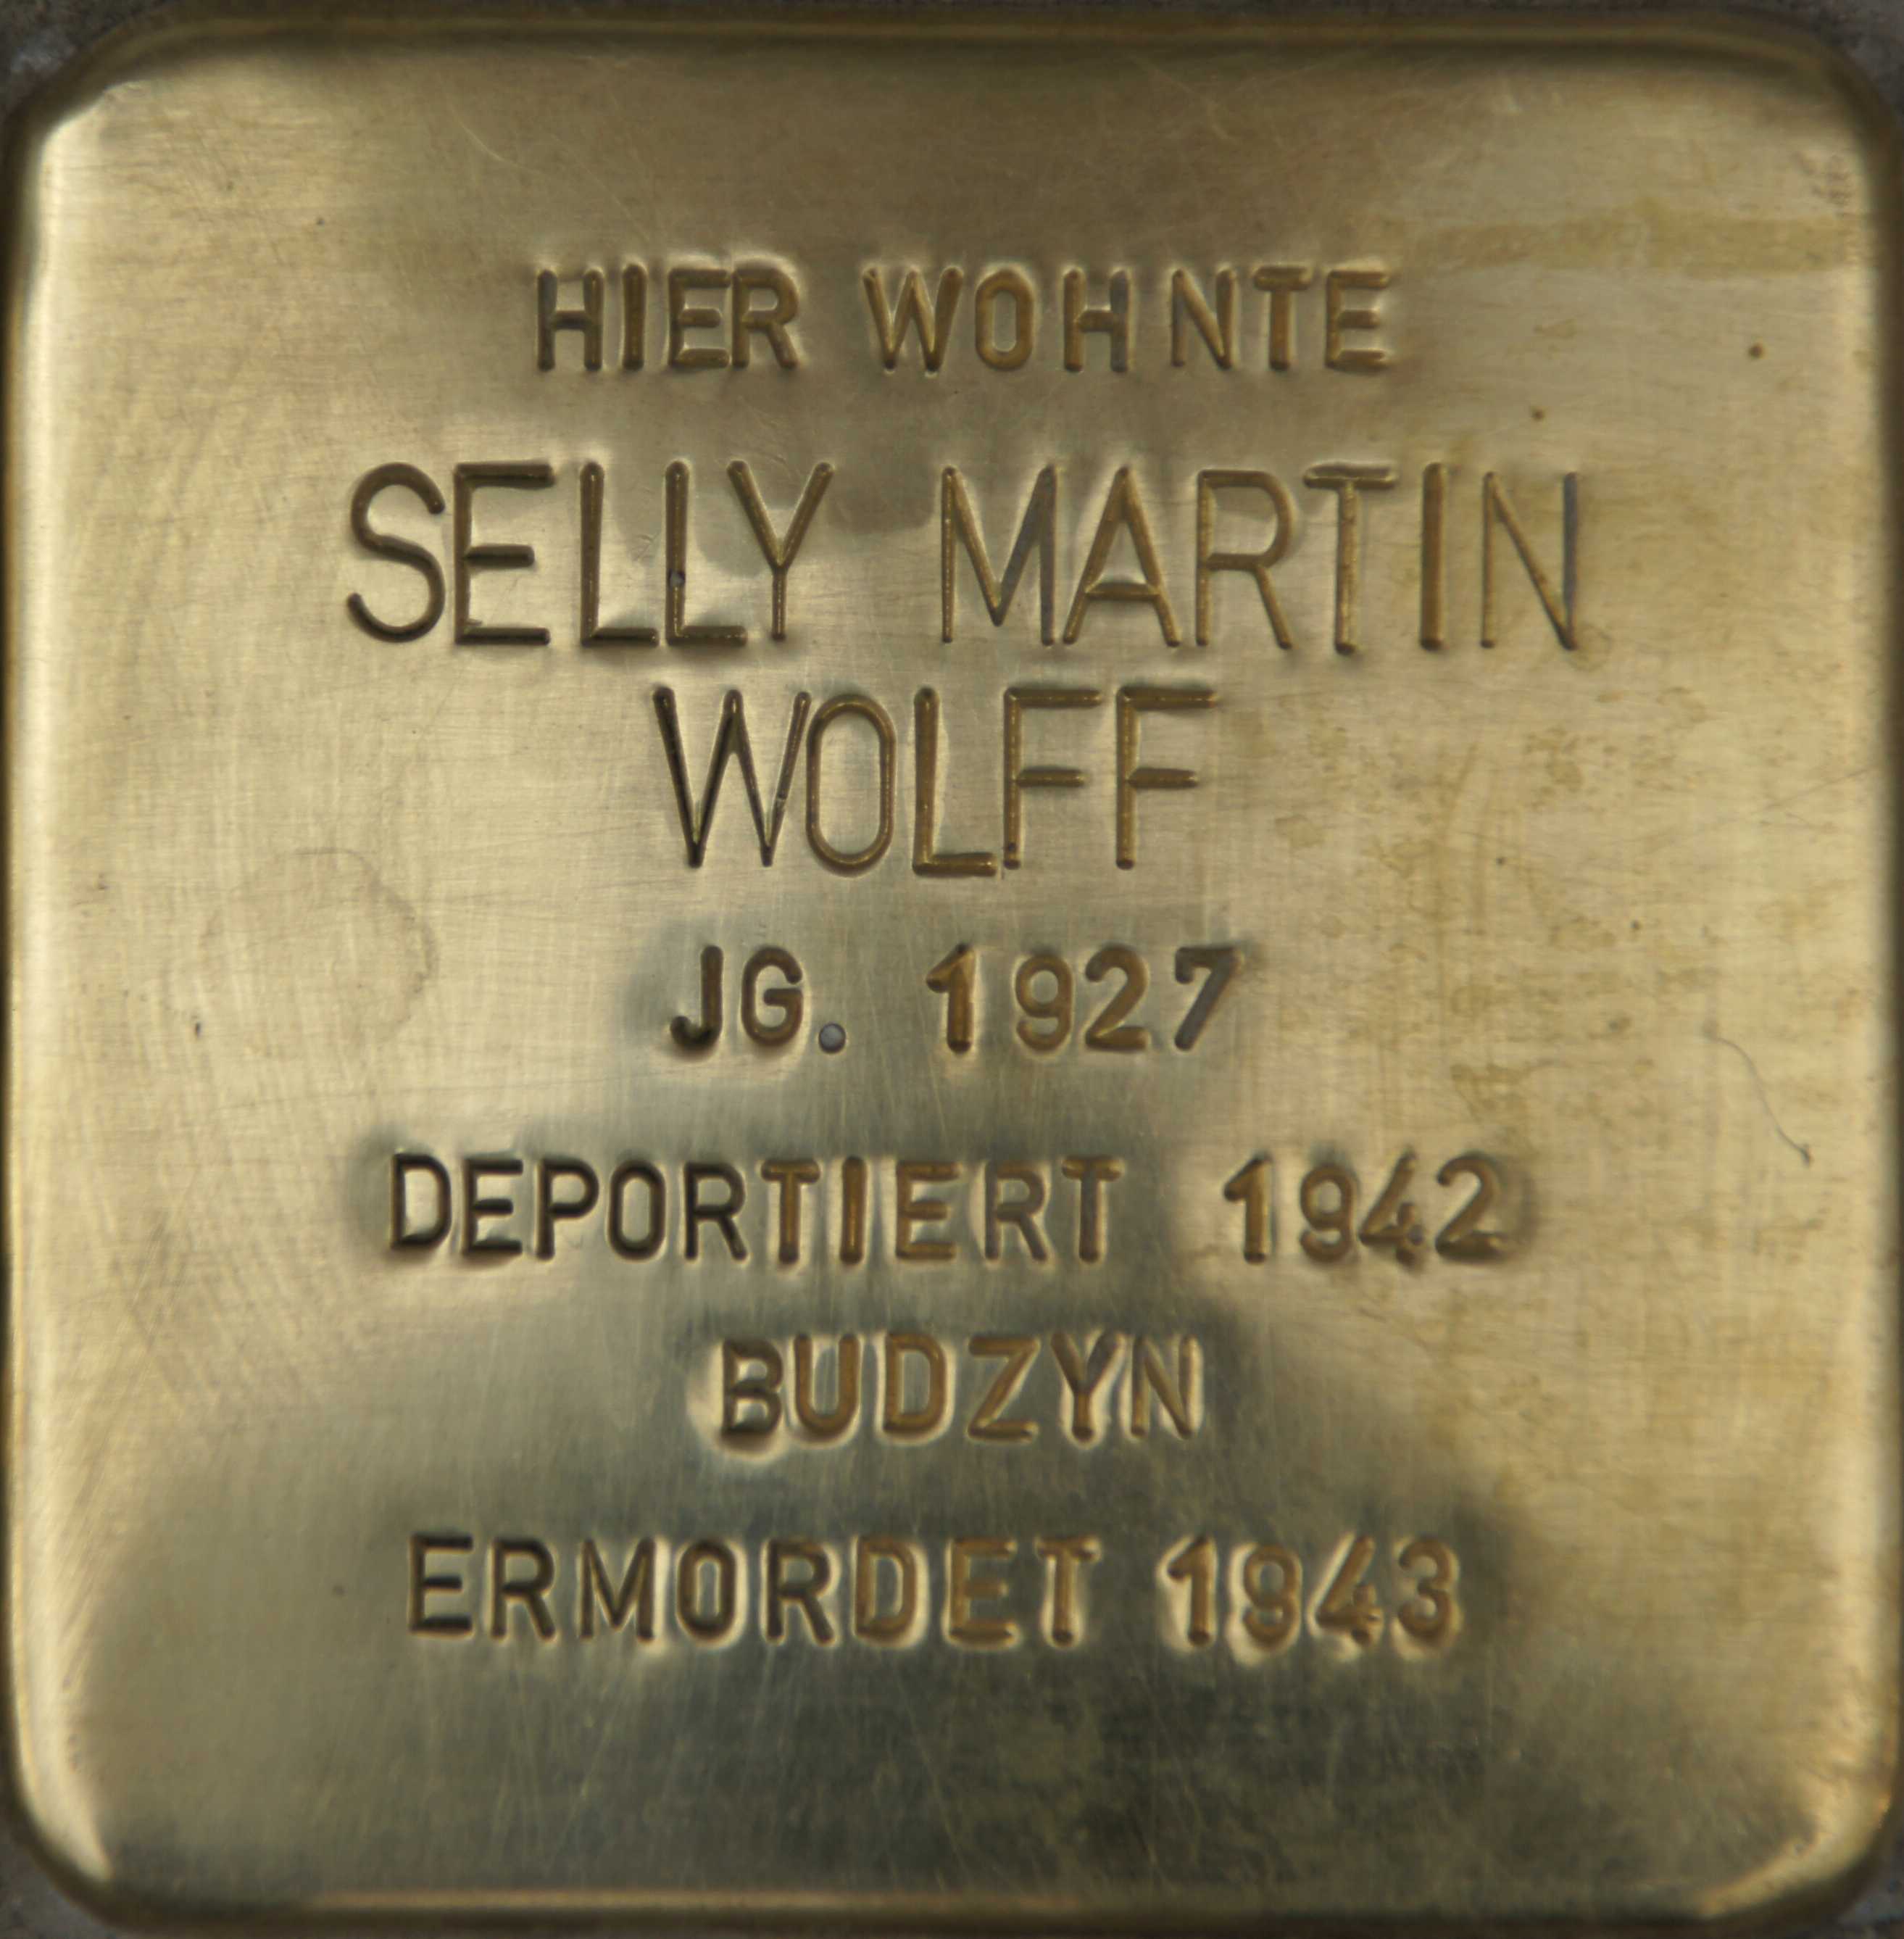 HIER WOHNTE
SELLY MARTIN
WOLFF
JG. 1927
DEPORTIERT 1942
BUDZYN
ERMORDET 1943